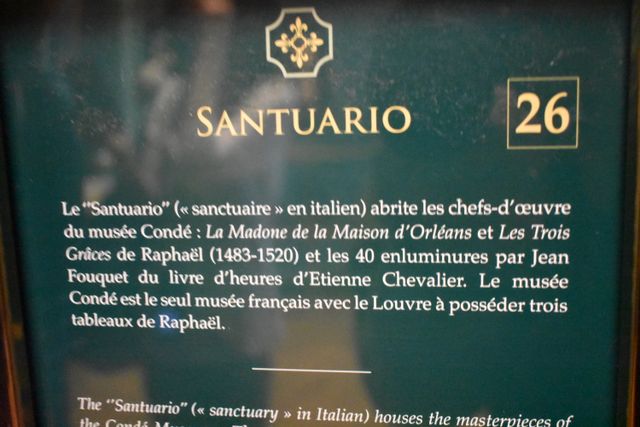 SANTUARIO
26
Le "Santuario" (« sanctuaire » en italien) abrite les chefs-d'œuvre
du musée Condé : La Madone de la Maison d'Orléans et Les Trois
Grâces de Raphaël (1483-1520) et les 40 enluminures par Jean
Fouquet du livre d'heures d'Etienne Chevalier. Le musée
Condé est le seul musée français avec le Louvre à posséder trois
tableaux de Raphaël.
The "Santuario" (« sanctuary » in Italian) houses the masterpieces of
the Condé